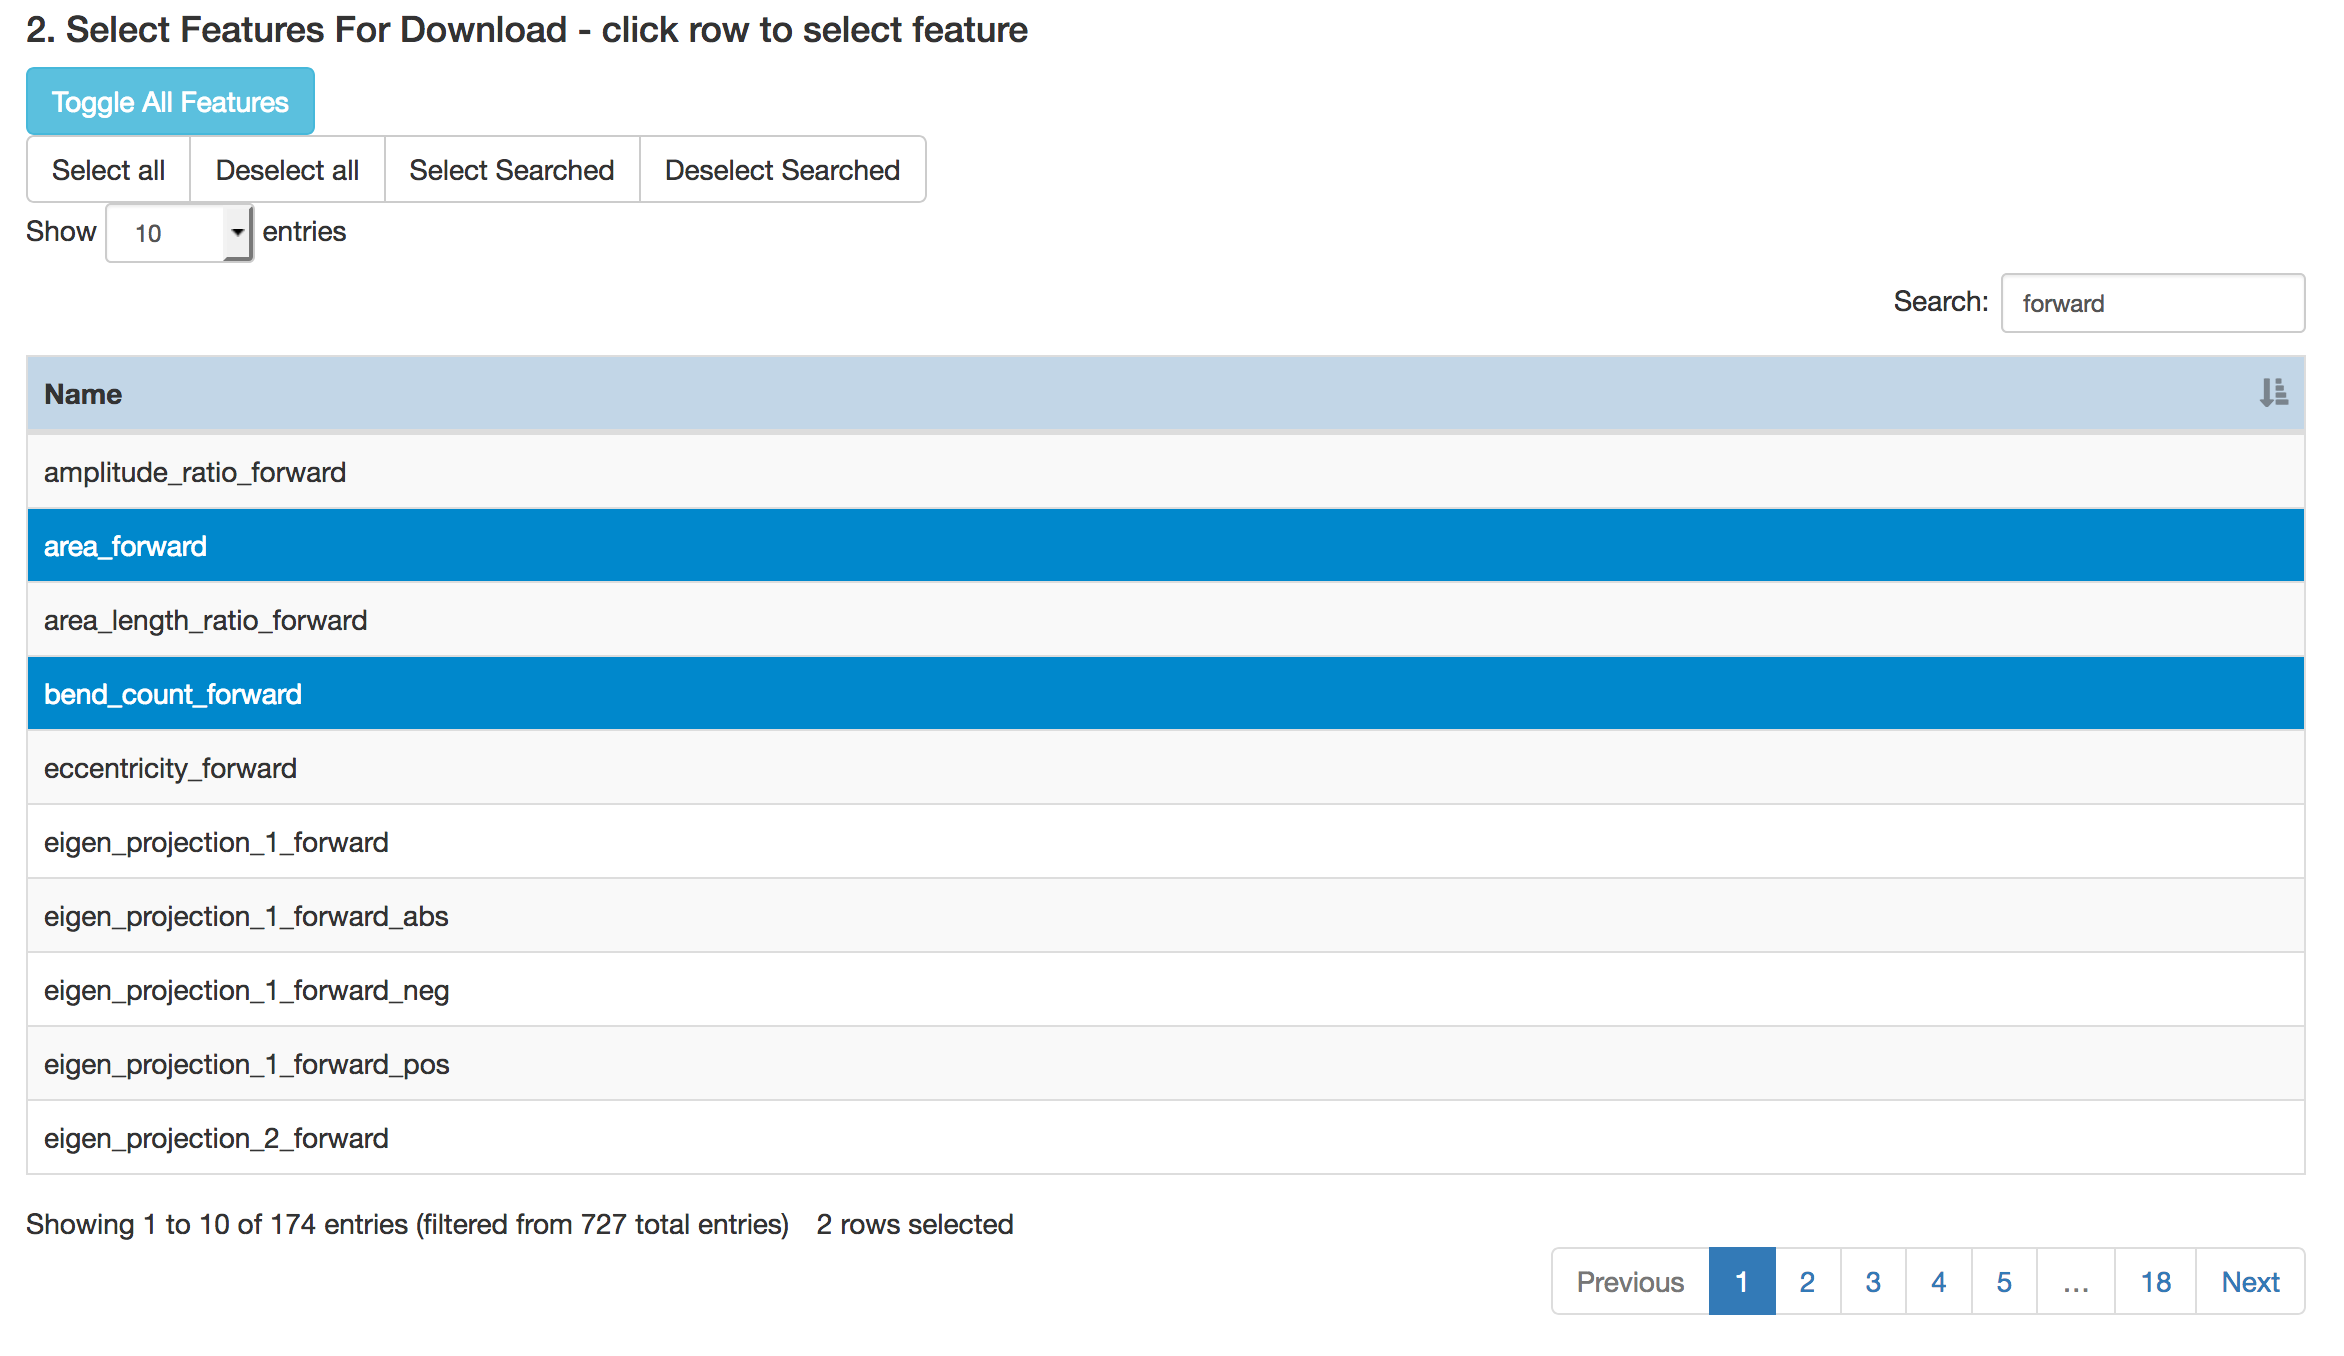 2. Select Features For Download - click row to select feature
Toggle All Features
Select all Deselect all Select Searched Deselect Searched
Show 10 entries
Search: forward
Name
amplitude_ratio_forward
area_forward
area_length_ratio_forward
bend_count_forward
eccentricity_forward
eigen_projection_1_forward
eigen_projection_1_forward_abs
eigen_projection_1_forward_neg
eigen_projection_1_forward_pos
eigen_projection_2_forward
Showing 1 to 10 of 174 entries (filtered from 727 total entries) 2 rows selected
Previous 1 2 3 4 5 ... 18 Next